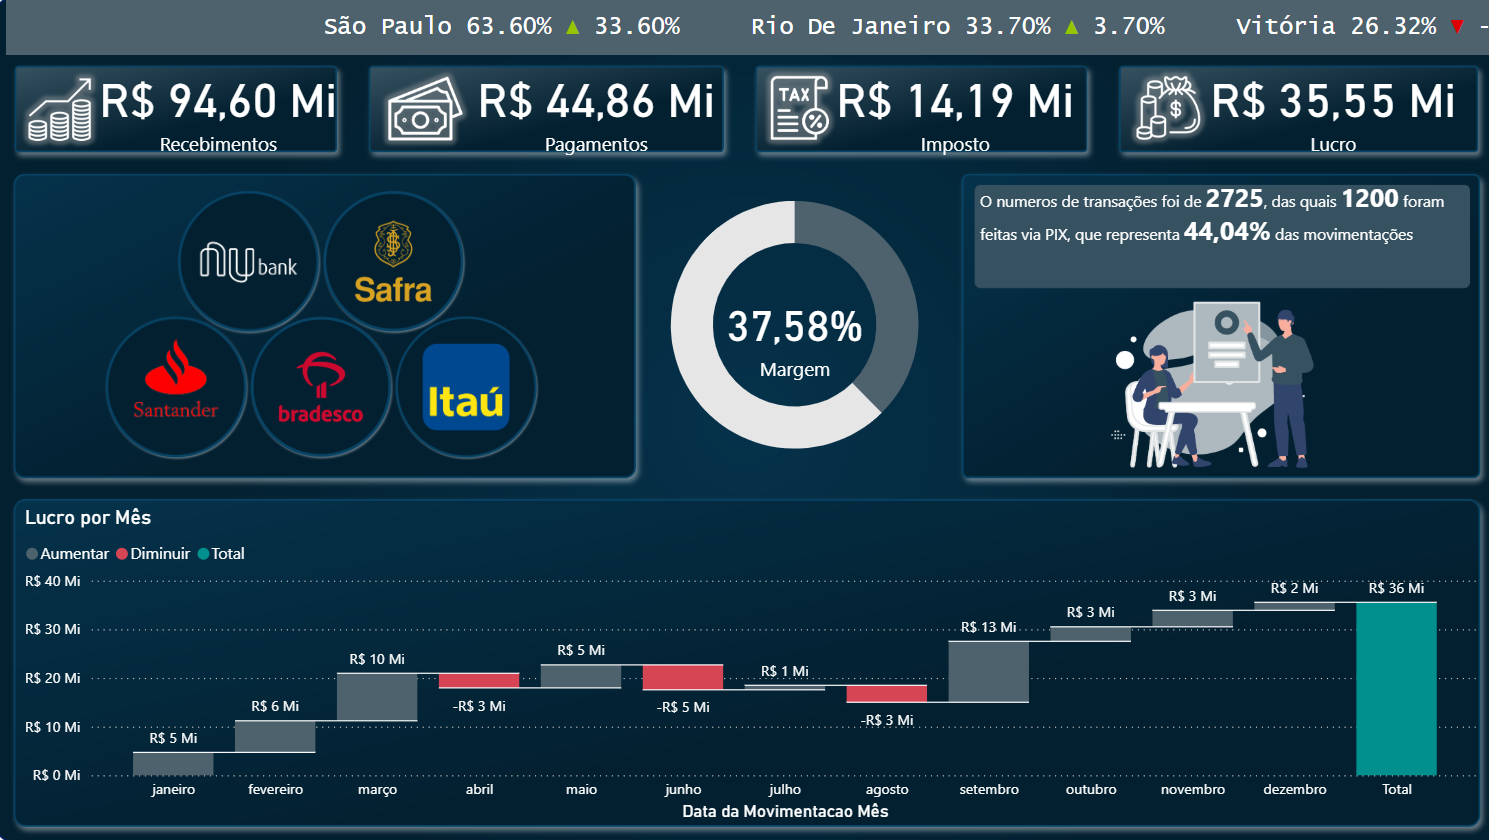 São Paulo 63.60% ▲ 33.60% Rio De Janeiro 33.70% ▲ 3.70% Vitória 26.32% ▼ -
R$ 94,60 Mi
Recebimentos
R$ 44,86 Mi
Pagamentos
TAX
%
R$ 14,19 Mi
Imposto
$
R$ 35,55 Mi
Lucro
nu bank
Safra
Santander
bradesco
Itaú
37,58%
Margem
O numeros de transações foi de 2725, das quais 1200 foram
feitas via PIX, que representa 44,04% das movimentações
Lucro por Mês
Aumentar Diminuir Total
R$ 40 Mi
R$ 30 Mi
R$ 20 Mi
R$ 10 Mi
R$ 0 Mi
R$ 5 Mi
R$ 6 Mi
R$ 10 Mi
-R$ 3 Mi
R$ 5 Mi
-R$ 5 Mi
R$ 1 Mi
-R$ 3 Mi
R$ 13 Mi
R$ 3 Mi
R$ 3 Mi
R$ 2 Mi
R$ 36 Mi
janeiro fevereiro março abril maio junho julho agosto setembro outubro novembro dezembro Total
Data da Movimentacao Mês